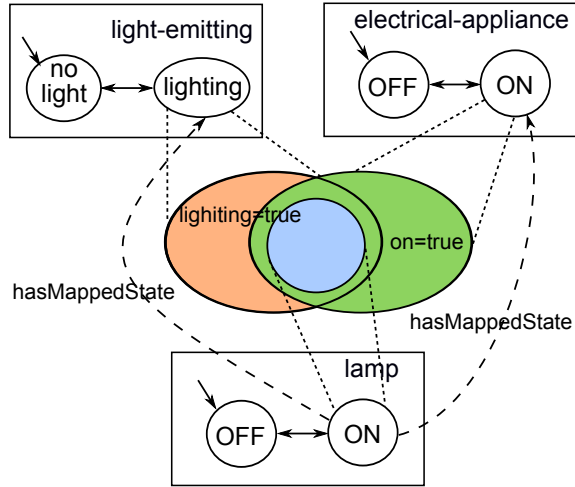 light-emitting
electrical-appliance
no
light
lighting
OFF
ON
lighiting=true
on=true
hasMappedState
hasMappedState
lamp
OFF
ON